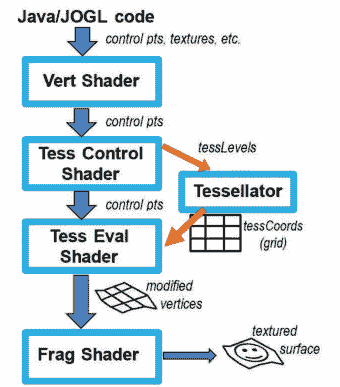 Java/JOGL code
control pts, textures, etc.
Vert Shader
control pts
Tess Control
Shader
tessLevels
Tessellator
control pts
tessCoords
(grid)
Tess Eval
Shader
modified
vertices
Frag Shader
textured
surface